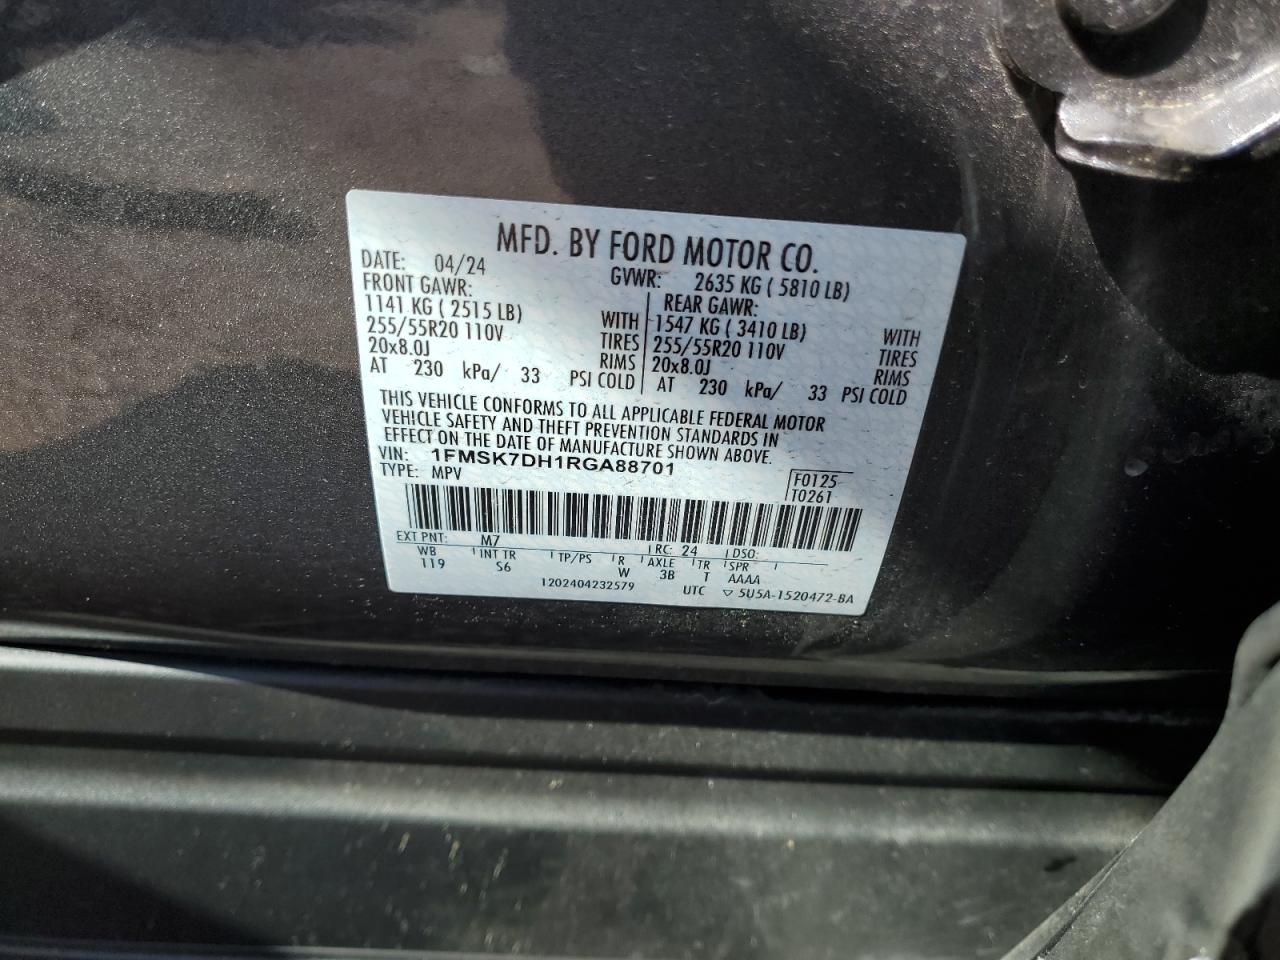 MFD. BY FORD MOTOR CO.
DATE: 04/24 GVWR: 2635 KG ( 5810 LB)
FRONT GAWR: REAR GAWR:
1141 KG ( 2515 LB) WITH 1547 KG ( 3410 LB) WITH
255/55R20 110V TIRES 255/55R20 110V TIRES
20x8.0J RIMS 20x8.0J RIMS
AT 230 kPa/ 33 PSI COLD AT 230 kPa/ 33 PSI COLD
THIS VEHICLE CONFORMS TO ALL APPLICABLE FEDERAL MOTOR
VEHICLE SAFETY AND THEFT PREVENTION STANDARDS IN
EFFECT ON THE DATE OF MANUFACTURE SHOWN ABOVE.
VIN: 1FMSK7DH1RGA88701 F0125
TYPE: MPV T0261
EXT PNT: M7 RC: 24 DSO:
WB INT TR TP/PS R AXLE TR SPR
119 S6 W 3B T AAAA
1202404232579 UTC ▽ 5U5A-1520472-BA